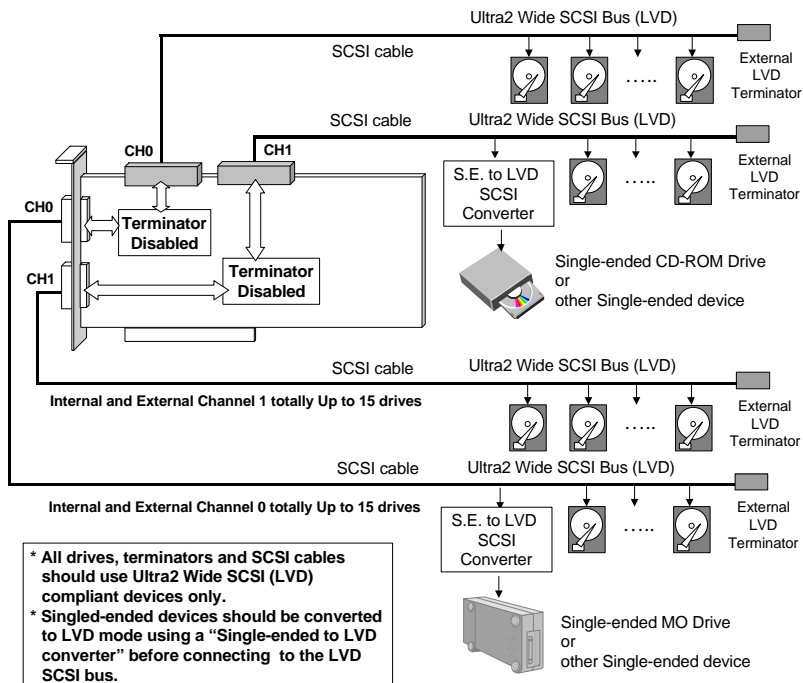 Ultra2 Wide SCSI Bus (LVD)
SCSI cable
…..
External
LVD
Terminator
SCSI cable
Ultra2 Wide SCSI Bus (LVD)
CH0
CH1
S.E. to LVD
SCSI
Converter
…..
External
LVD
Terminator
CH0
Terminator
Disabled
CH1
Terminator
Disabled
Single-ended CD-ROM Drive
or
other Single-ended device
SCSI cable
Ultra2 Wide SCSI Bus (LVD)
Internal and External Channel 1 totally Up to 15 drives
…..
External
LVD
Terminator
SCSI cable
Ultra2 Wide SCSI Bus (LVD)
Internal and External Channel 0 totally Up to 15 drives
S.E. to LVD
SCSI
Converter
…..
External
LVD
Terminator
* All drives, terminators and SCSI cables
should use Ultra2 Wide SCSI (LVD)
compliant devices only.
* Singled-ended devices should be converted
to LVD mode using a “Single-ended to LVD
converter” before connecting to the LVD
SCSI bus.
Single-ended MO Drive
or
other Single-ended device